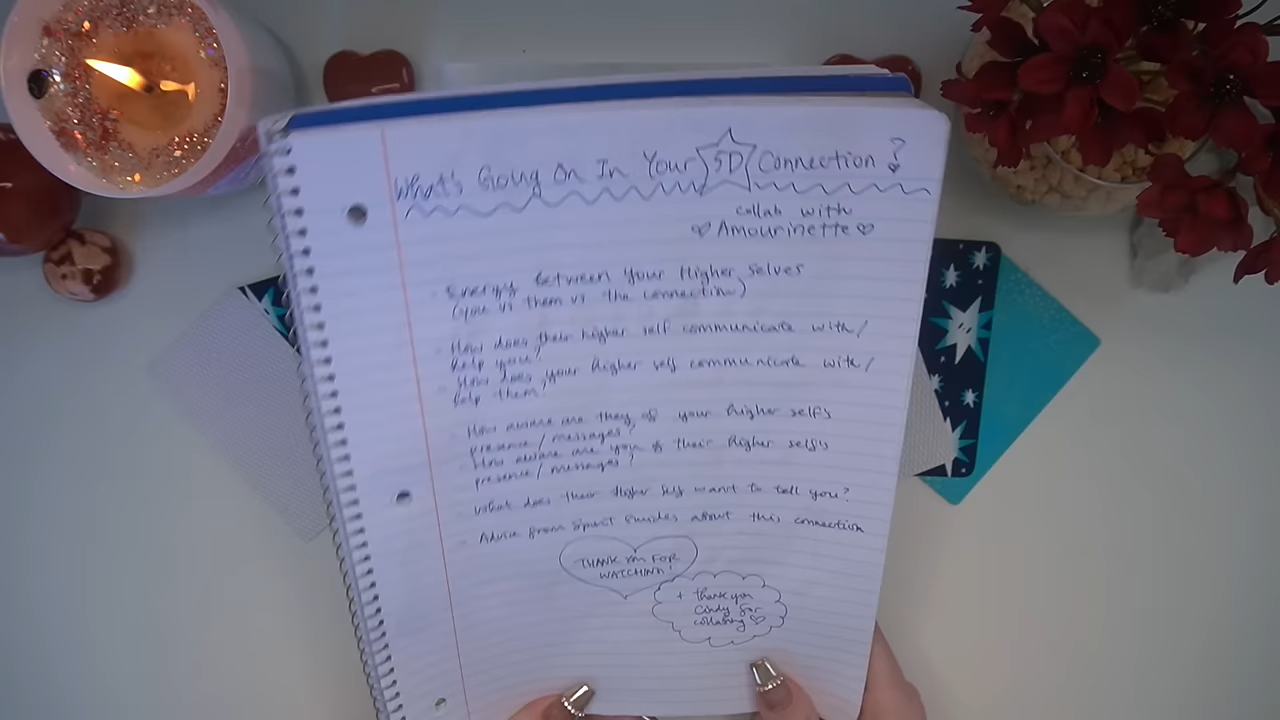 What's Going On In Your 5D Connection?
collab with
♡ Amourinette ♡
- Energy Between Your Higher Selves
(you vs them vs the connection)
- How does their higher self communicate with/
help you?
- How does your higher self communicate with/
help them?
- How aware are they of your higher self's
presence/messages?
- How aware are you of their higher self's
presence/messages?
- What does their Higher Self want to tell you?
- Advice from Spirit Guides about this connection
THANK YOU FOR
WATCHING!
+ thank you
Cindy for
collabing ♡